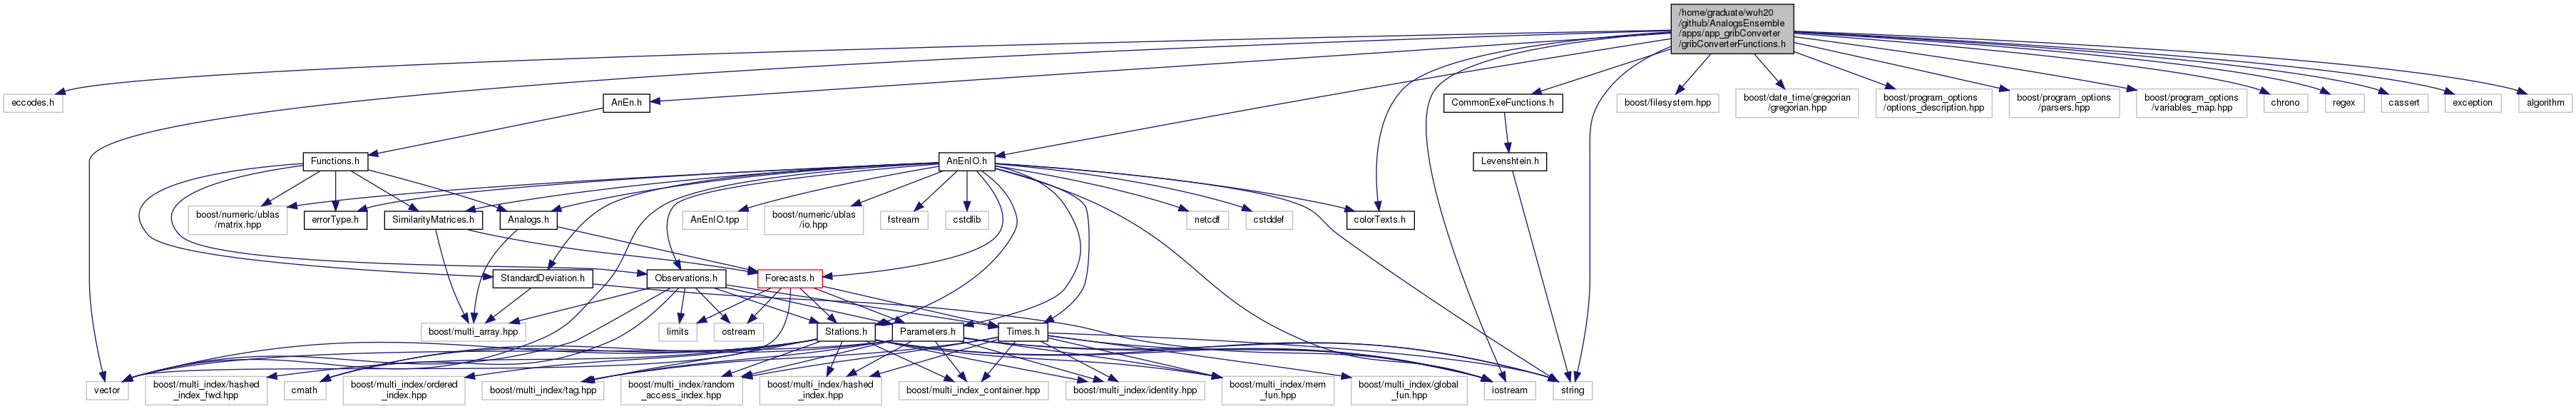 /home/graduate/wuh20
/github/AnalogsEnsemble
/apps/app_gribConverter
/gribConverterFunctions.h
eccodes.h
AnEn.h
CommonExeFunctions.h
boost/filesystem.hpp
boost/date_time/gregorian
/gregorian.hpp
boost/program_options
/options_description.hpp
boost/program_options
/parsers.hpp
boost/program_options
/variables_map.hpp
chrono
regex
cassert
exception
algorithm
Functions.h
AnEnIO.h
Levenshtein.h
boost/numeric/ublas
/matrix.hpp
errorType.h
SimilarityMatrices.h
Analogs.h
AnEnIO.tpp
boost/numeric/ublas
/io.hpp
fstream
cstdlib
netcdf
cstddef
colorTexts.h
StandardDeviation.h
Observations.h
Forecasts.h
boost/multi_array.hpp
limits
ostream
Stations.h
Parameters.h
Times.h
vector
boost/multi_index/hashed
_index_fwd.hpp
cmath
boost/multi_index/ordered
_index.hpp
boost/multi_index/tag.hpp
boost/multi_index/random
_access_index.hpp
boost/multi_index/hashed
_index.hpp
boost/multi_index_container.hpp
boost/multi_index/identity.hpp
boost/multi_index/mem
_fun.hpp
boost/multi_index/global
_fun.hpp
iostream
string